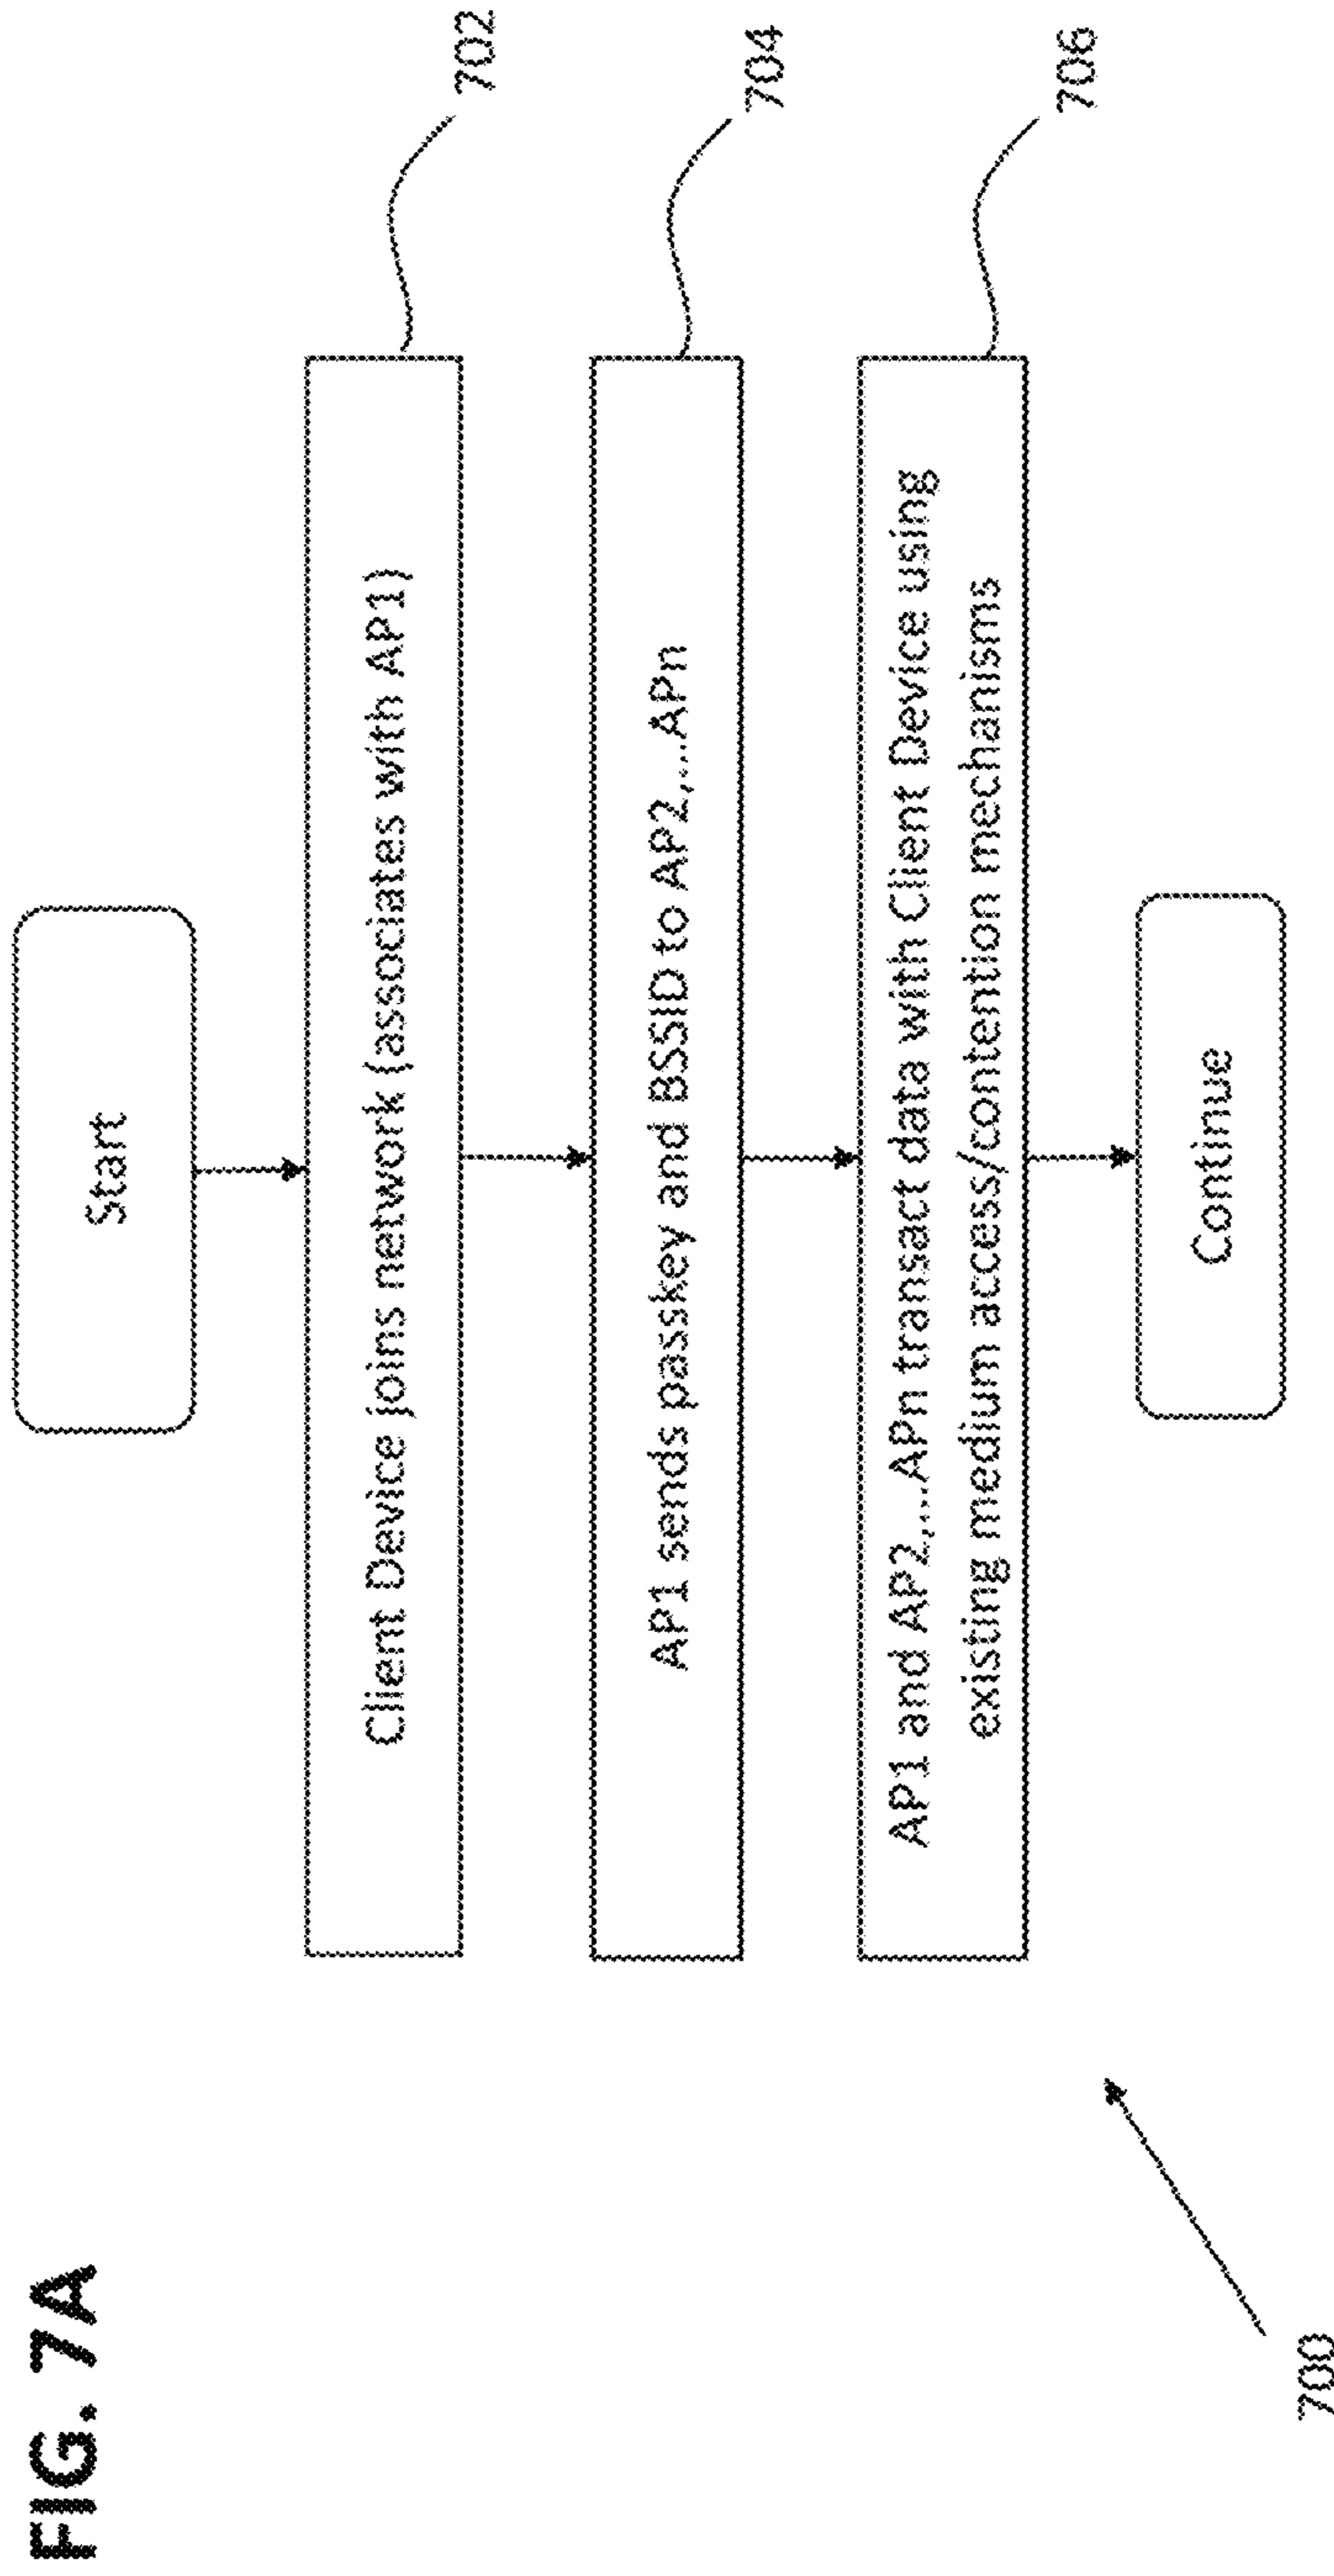 FIG. 7A
Start
Client Device joins network (associates with AP1)
702
AP1 sends passkey and BSSID to AP2,...APn
704
AP1 and AP2,...APn transact data with Client Device using
existing medium access/contention mechanisms
706
Continue
700